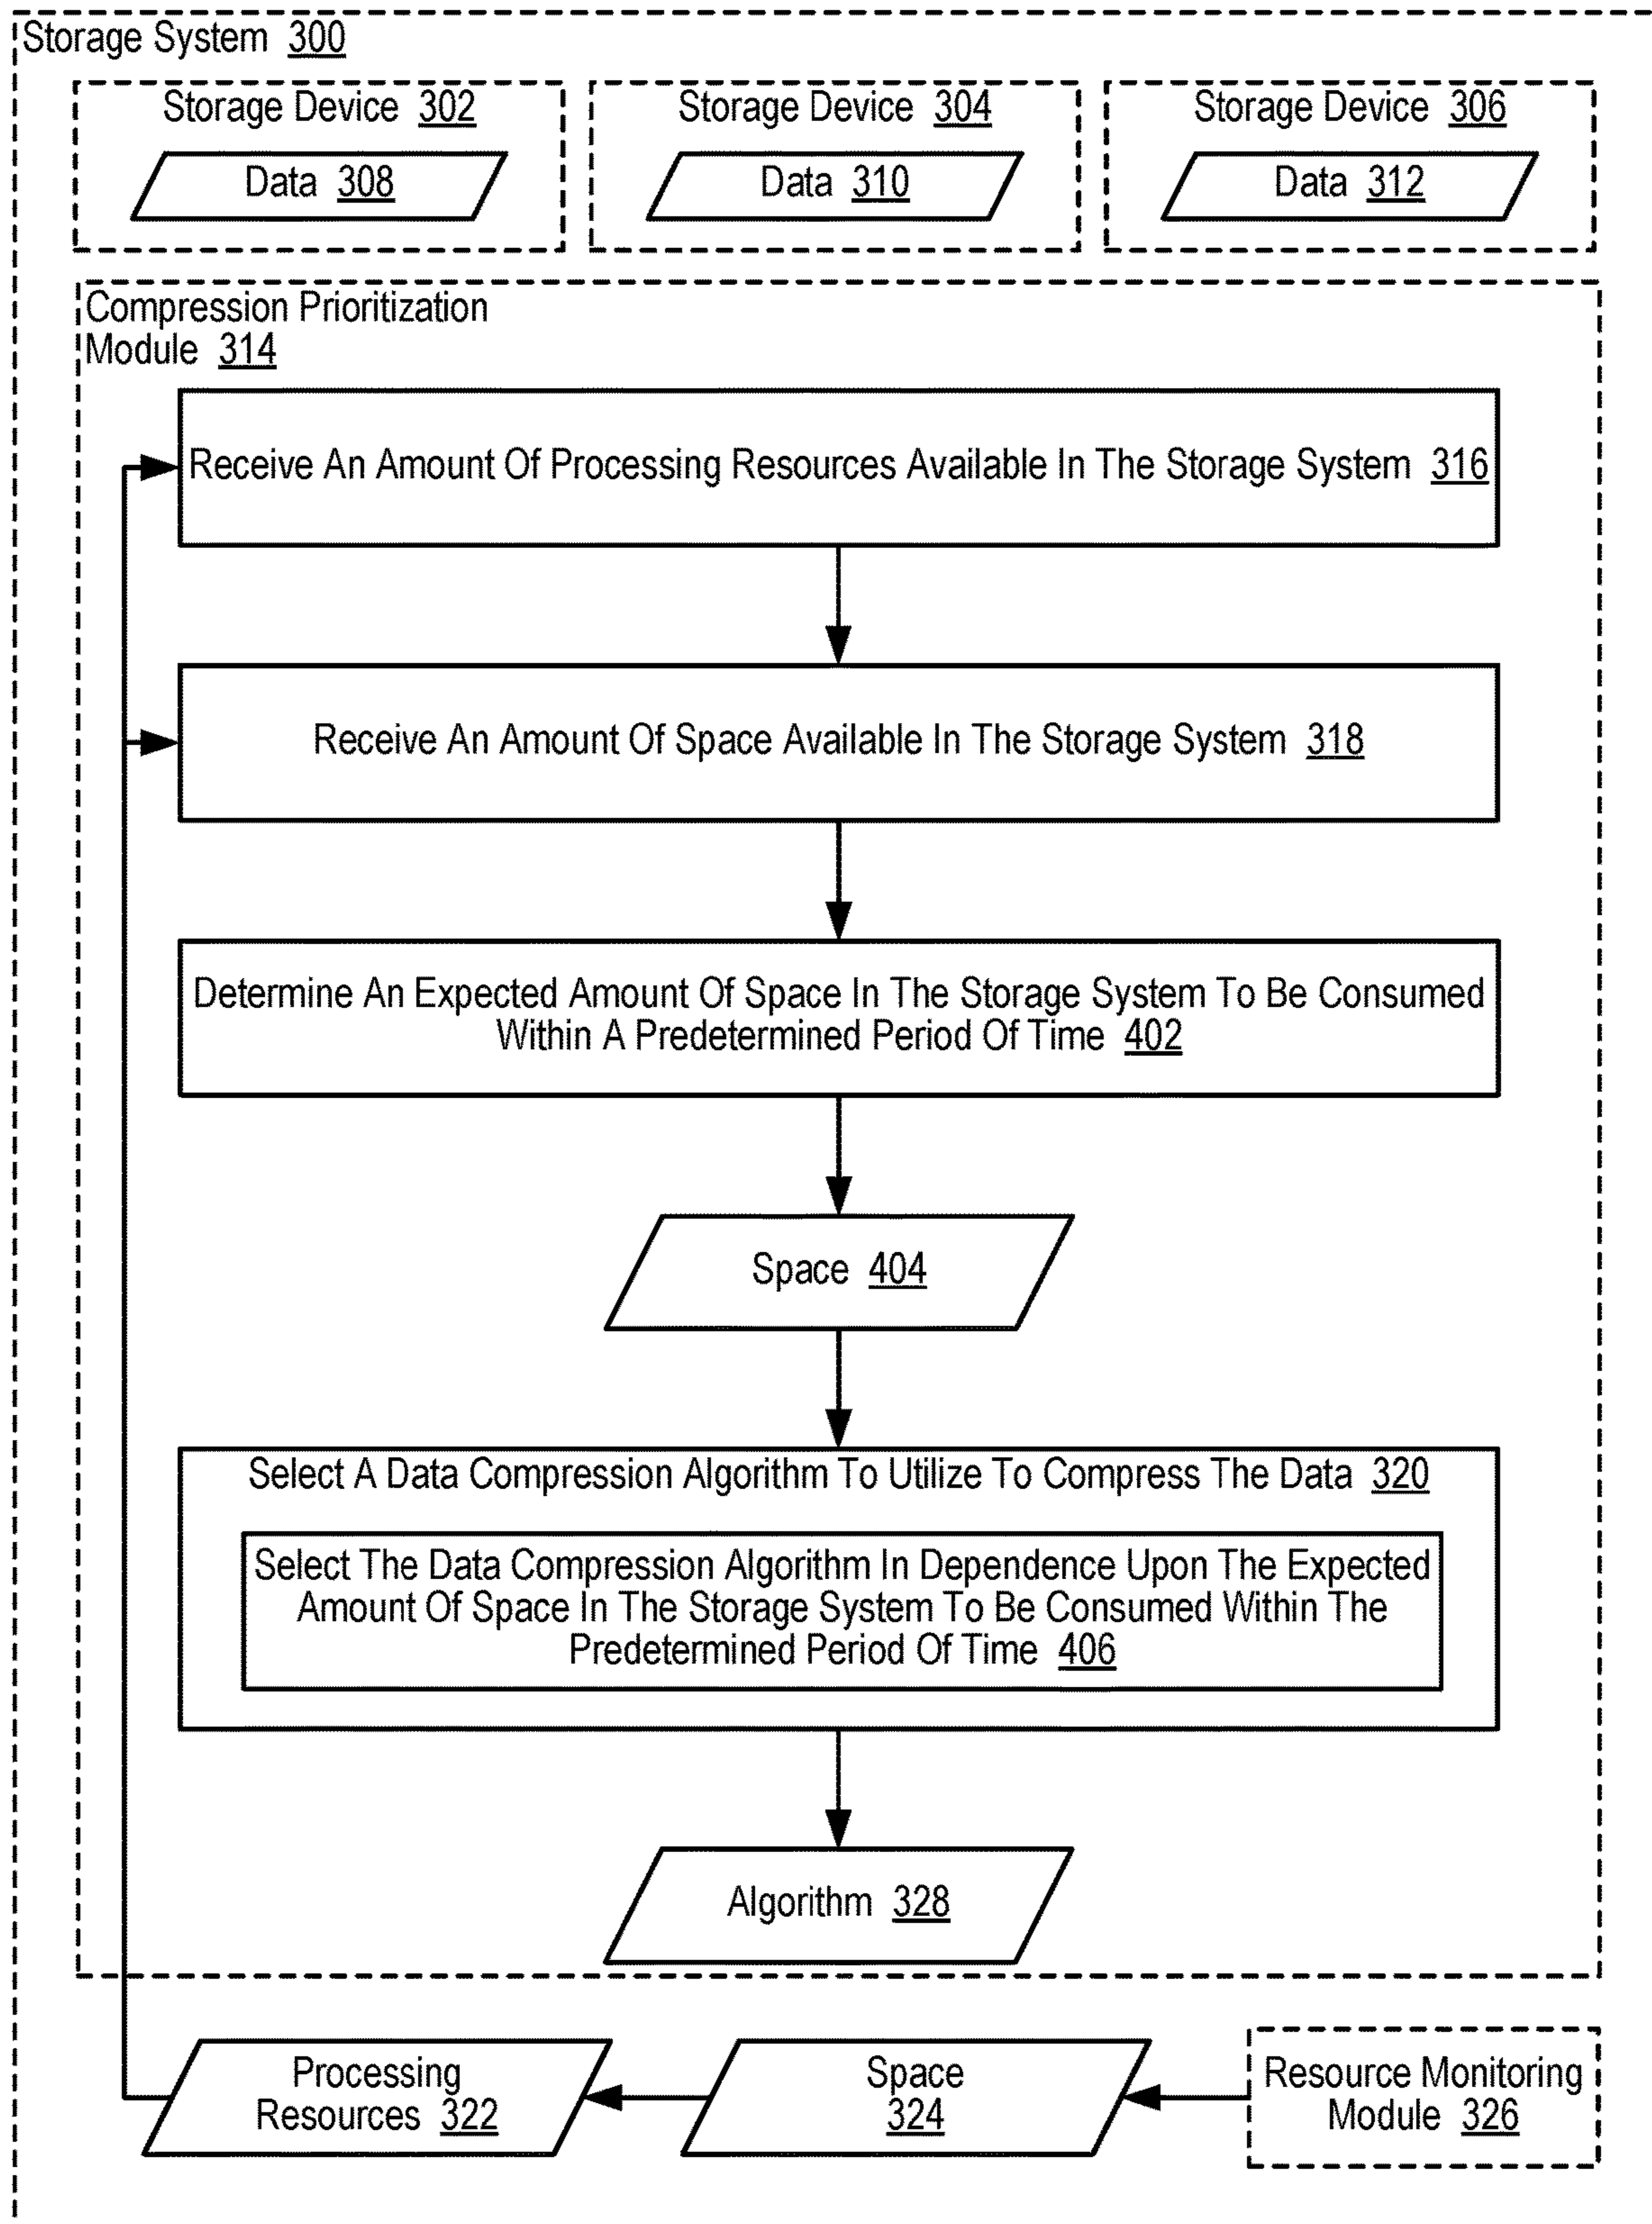 Storage System 300
Storage Device 302
Storage Device 304
Storage Device 306
Data 308
Data 310
Data 312
Compression Prioritization
Module 314
Receive An Amount Of Processing Resources Available In The Storage System 316
Receive An Amount Of Space Available In The Storage System 318
Determine An Expected Amount Of Space In The Storage System To Be Consumed
Within A Predetermined Period Of Time 402
Space 404
Select A Data Compression Algorithm To Utilize To Compress The Data 320
Select The Data Compression Algorithm In Dependence Upon The Expected
Amount Of Space In The Storage System To Be Consumed Within The
Predetermined Period Of Time 406
Algorithm 328
Processing
Resources 322
Space
324
Resource Monitoring
Module 326